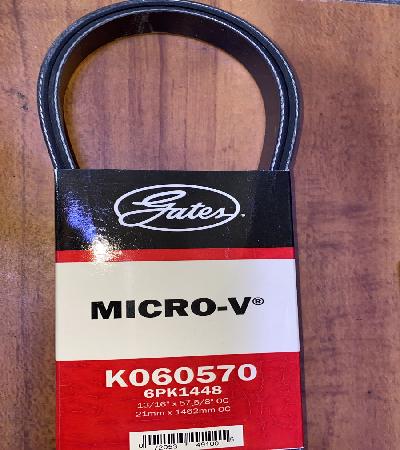 Gates
MICRO-V®
K060570
6PK1448
13/16" x 57.5/8" OC
21mm x 1462mm OC